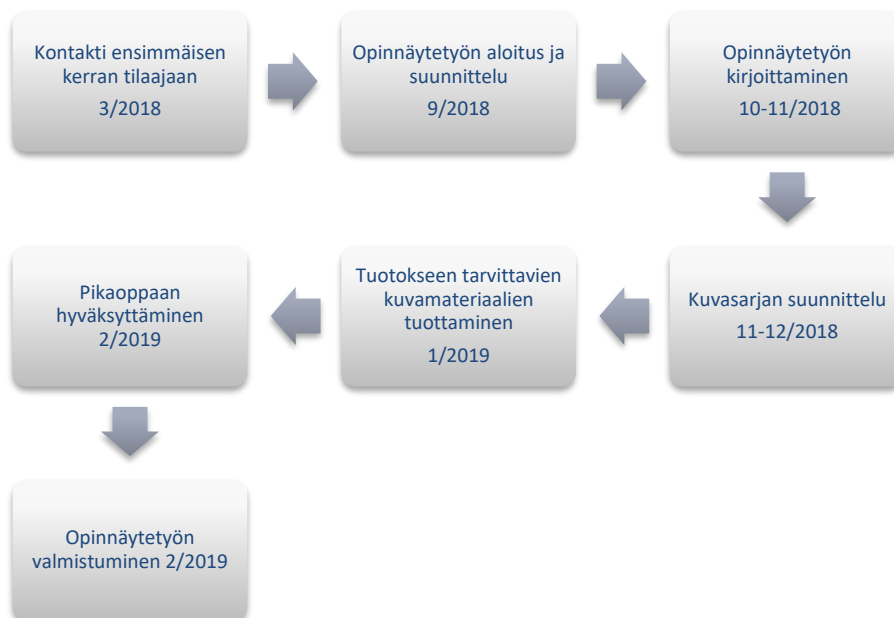 Kontakti ensimmäisen
kerran tilaajaan
3/2018
Opinnäytetyön aloitus ja
suunnittelu
9/2018
Opinnäytetyön
kirjoittaminen
10-11/2018
Kuvasarjan suunnittelu
11-12/2018
Tuotokseen tarvittavien
kuvamateriaalien
tuottaminen
1/2019
Pikaoppaan
hyväksyttäminen
2/2019
Opinnäytetyön
valmistuminen 2/2019